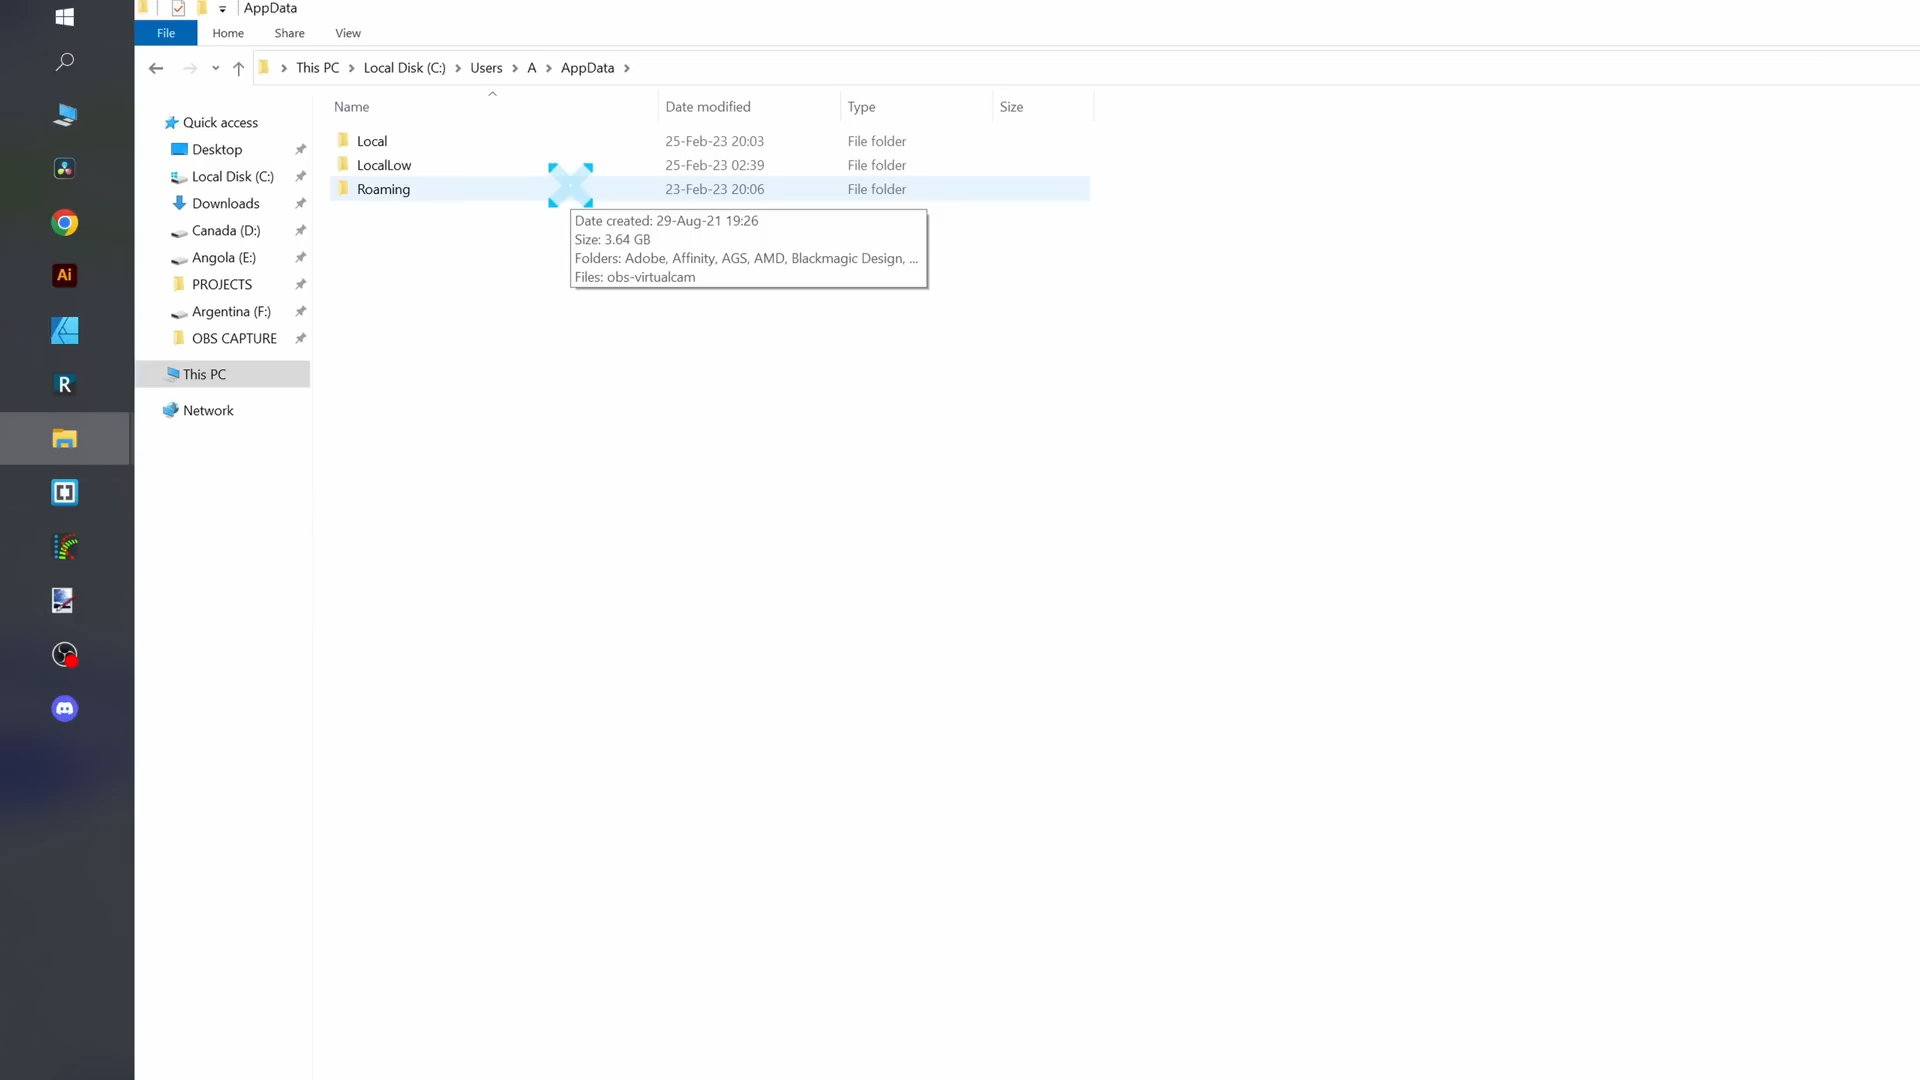 AppData
File Home Share View
This PC Local Disk (C:) Users A AppData
Name Date modified Type Size
Quick access
Desktop
Local Disk (C:)
Downloads
Canada (D:)
Angola (E:)
PROJECTS
Argentina (F:)
OBS CAPTURE
This PC
Network
Local 25-Feb-23 20:03 File folder
LocalLow 25-Feb-23 02:39 File folder
Roaming 23-Feb-23 20:06 File folder
Date created: 29-Aug-21 19:26
Size: 3.64 GB
Folders: Adobe, Affinity, AGS, AMD, Blackmagic Design, ...
Files: obs-virtualcam
Ai
R